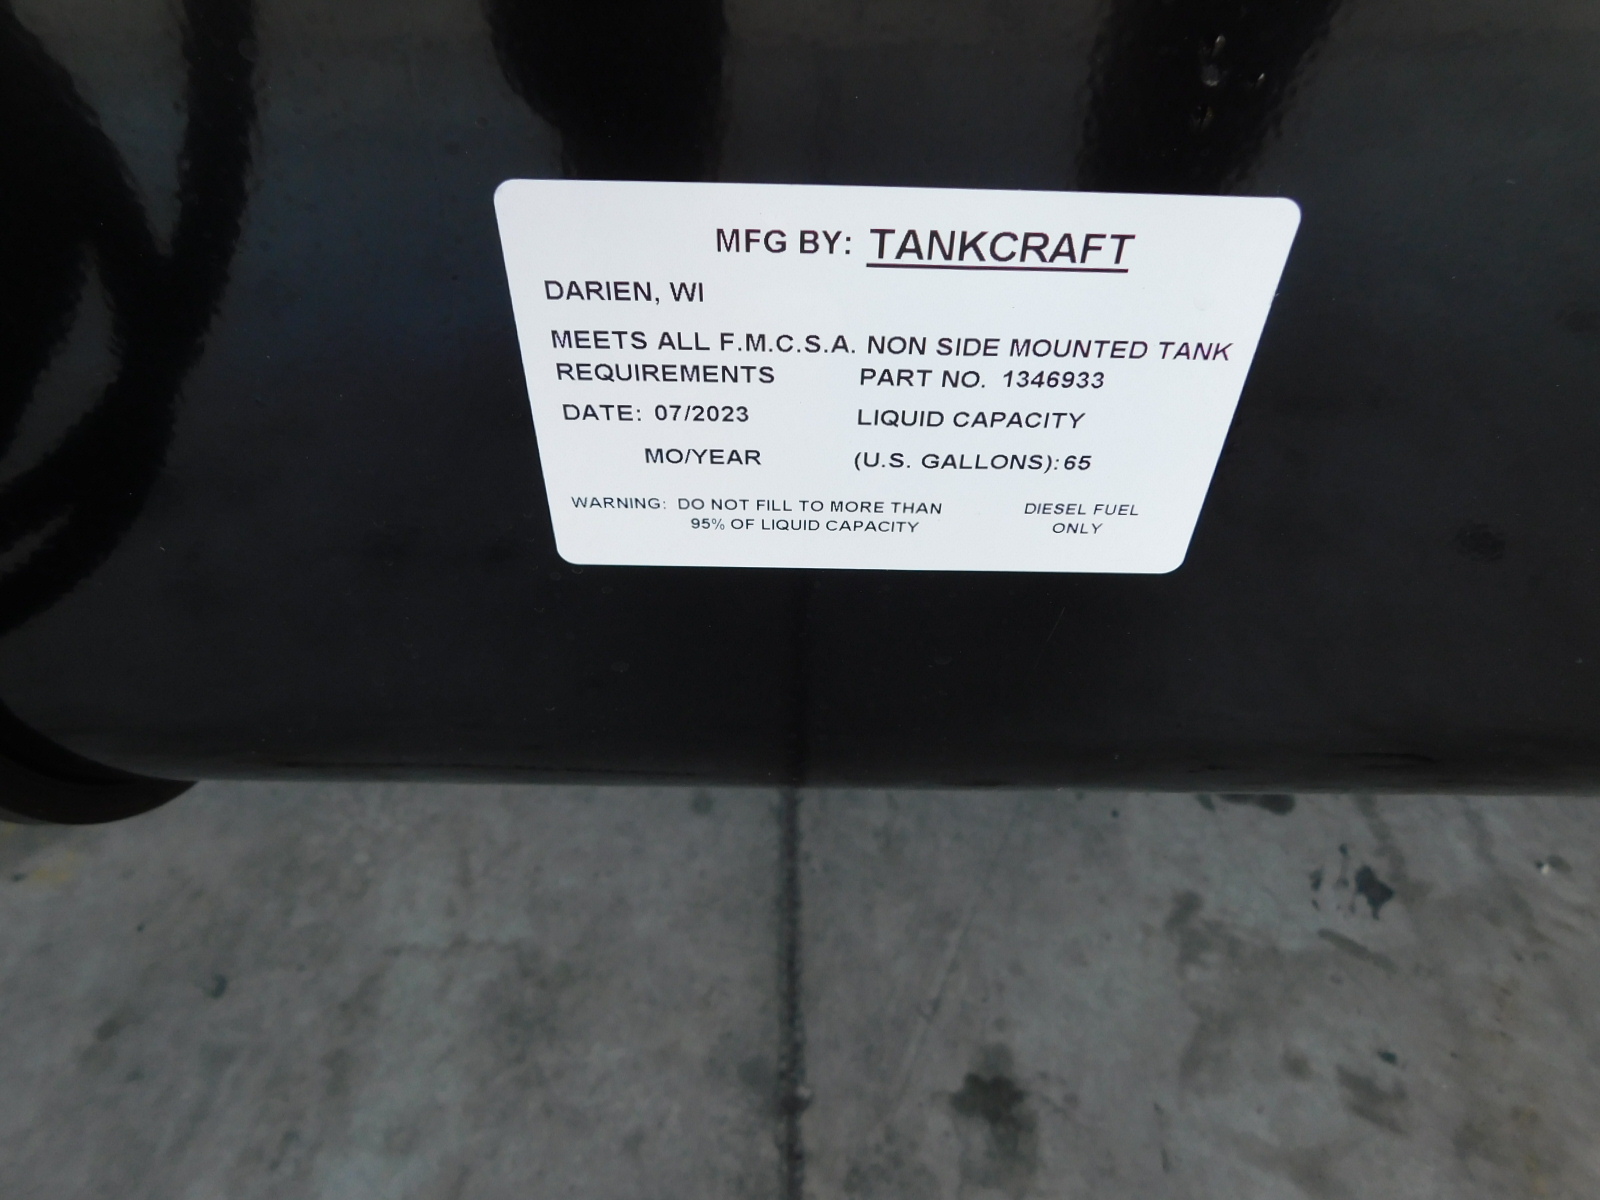 MFG BY: TANKCRAFT
DARIEN, WI
MEETS ALL F.M.C.S.A. NON SIDE MOUNTED TANK
REQUIREMENTS PART NO. 1346933
DATE: 07/2023 LIQUID CAPACITY
MO/YEAR (U.S. GALLONS): 65
WARNING: DO NOT FILL TO MORE THAN DIESEL FUEL
95% OF LIQUID CAPACITY ONLY